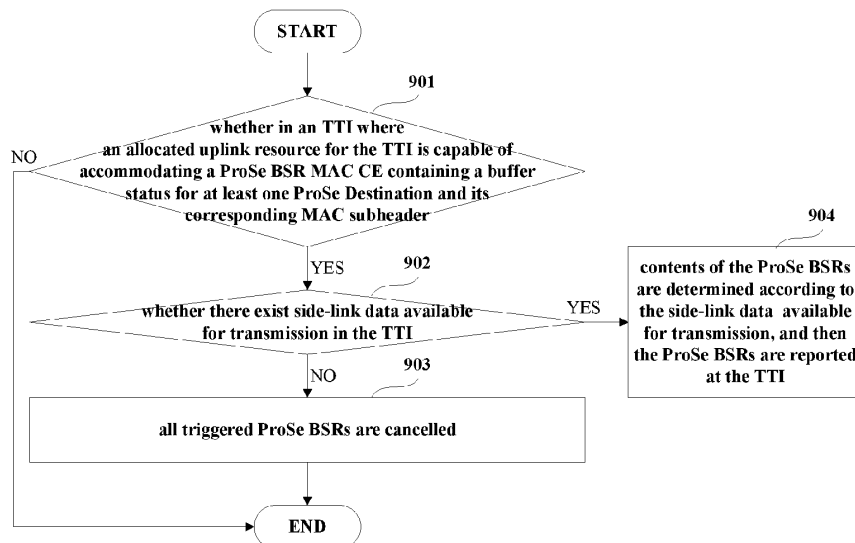 START
901
whether in an TTI where
an allocated uplink resource for the TTI is capable of
accommodating a ProSe BSR MAC CE containing a buffer
status for at least one ProSe Destination and its
corresponding MAC subheader
NO
YES
902
whether there exist side-link data available
for transmission in the TTI
YES
904
contents of the ProSe BSRs
are determined according to
the side-link data available
for transmission, and then
the ProSe BSRs are reported
at the TTI
NO
903
all triggered ProSe BSRs are cancelled
END